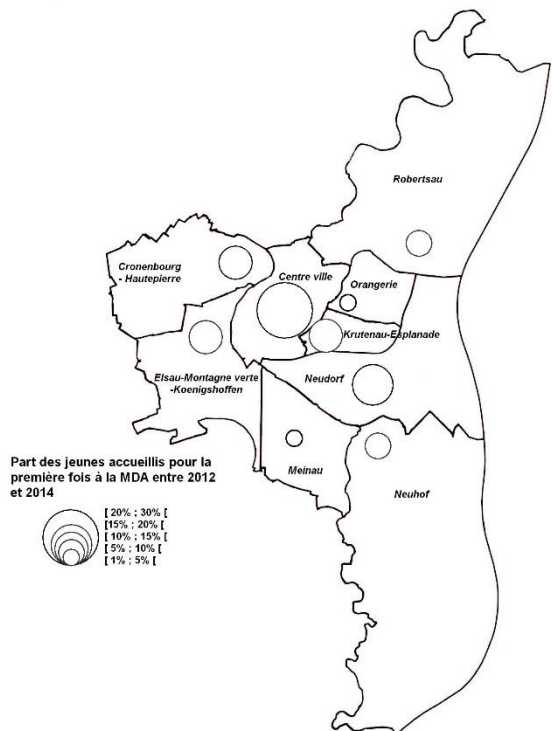 Robertsau
Cronenbourg
- Hautepierre
Centre ville
Orangerie
Krutenau-Esplanade
Elsau-Montagne verte
-Koenigshoffen
Neudorf
Meinau
Neuhof
Part des jeunes accueillis pour la
première fois à la MDA entre 2012
et 2014
[ 20% ; 30% [
[15% ; 20% [
[ 10% ; 15% [
[ 5% ; 10% [
[ 1% ; 5% [